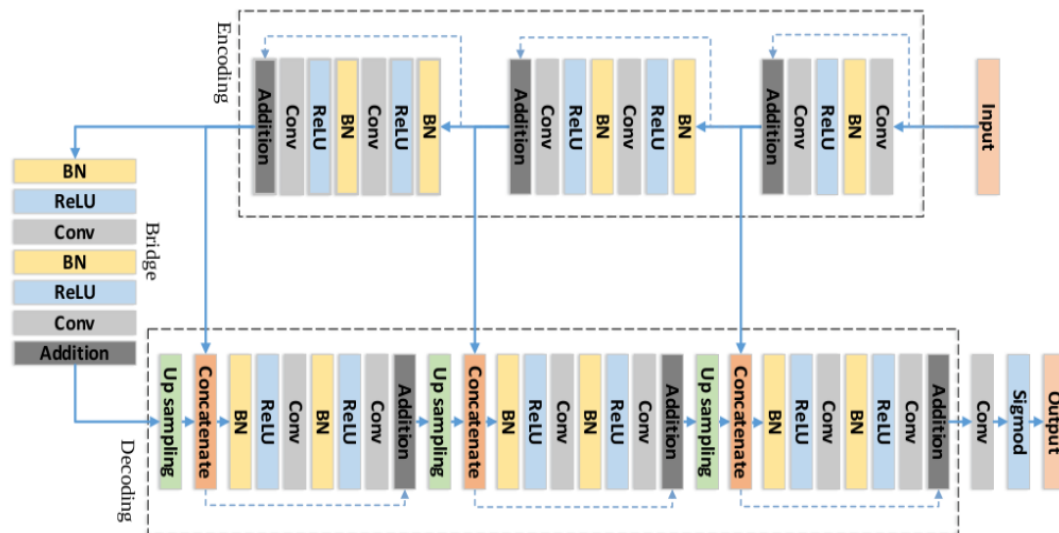 Encoding
Addition
Conv
ReLU
BN
Conv
ReLU
BN
Addition
Conv
ReLU
BN
Conv
ReLU
BN
Addition
Conv
ReLU
BN
Conv
Input
BN
ReLU
Conv
BN
ReLU
Conv
Addition
Bridge
Decoding
Up sampling
Concatenate
BN
ReLU
Conv
BN
ReLU
Conv
Addition
Up sampling
Concatenate
BN
ReLU
Conv
BN
ReLU
Conv
Addition
Up sampling
Concatenate
BN
ReLU
Conv
BN
ReLU
Conv
Addition
Conv
Sigmod
Output